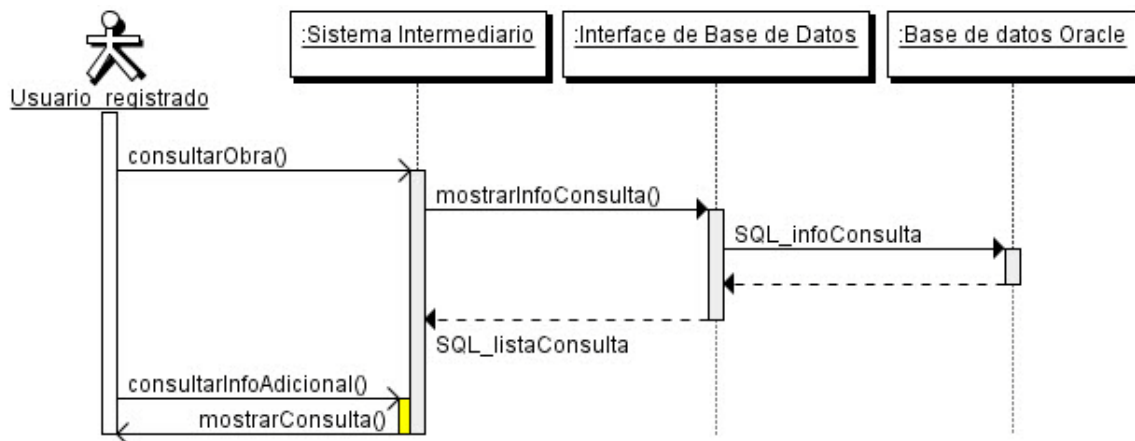 :Sistema Intermediario
:Interface de Base de Datos
:Base de datos Oracle
Usuario_registrado
consultarObra()
mostrarInfoConsulta()
SQL_infoConsulta
SQL_listaConsulta
consultarInfoAdicional()
mostrarConsulta()